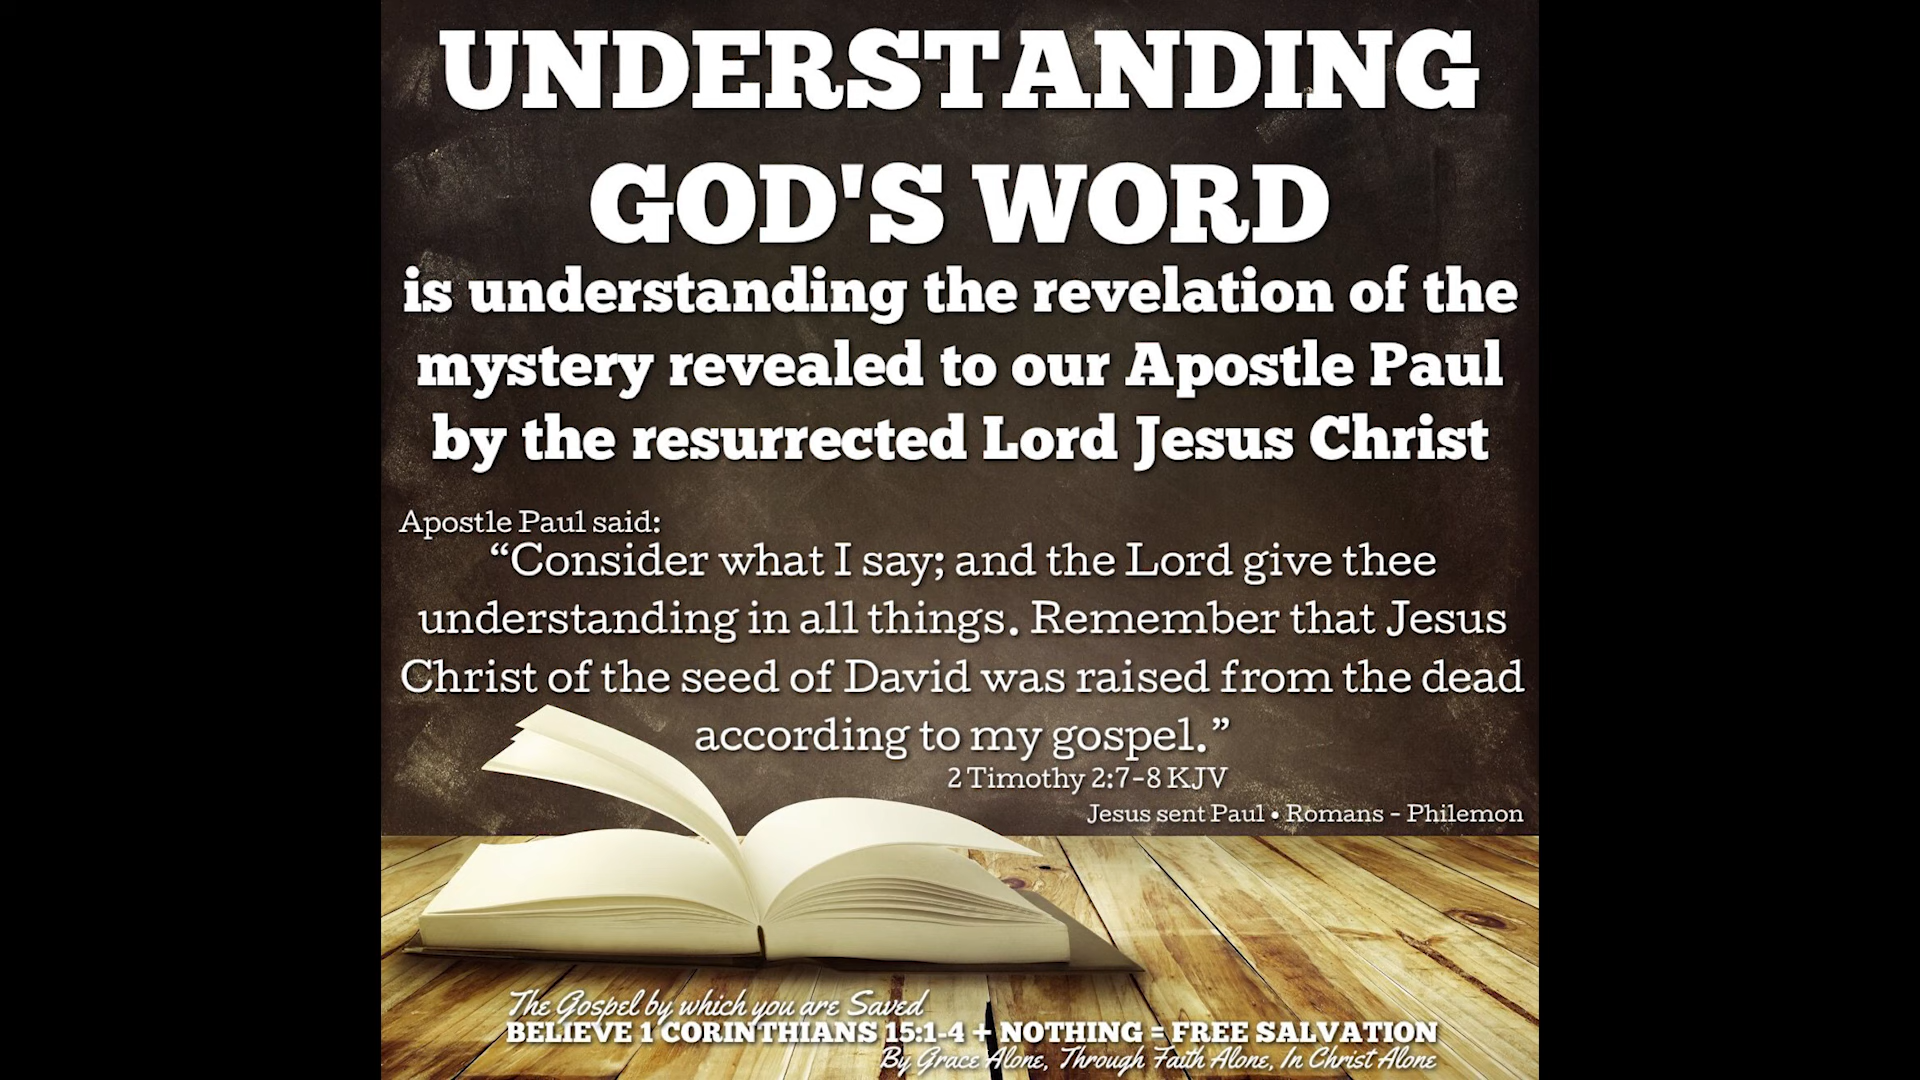 UNDERSTANDING
GOD'S WORD
is understanding the revelation of the
mystery revealed to our Apostle Paul
by the resurrected Lord Jesus Christ
Apostle Paul said:
“Consider what I say; and the Lord give thee
understanding in all things. Remember that Jesus
Christ of the seed of David was raised from the dead
according to my gospel.”
2 Timothy 2:7-8 KJV
Jesus sent Paul • Romans - Philemon
The Gospel by which you are Saved
BELIEVE 1 CORINTHIANS 15:1-4 + NOTHING = FREE SALVATION
By Grace Alone, Through Faith Alone, In Christ Alone